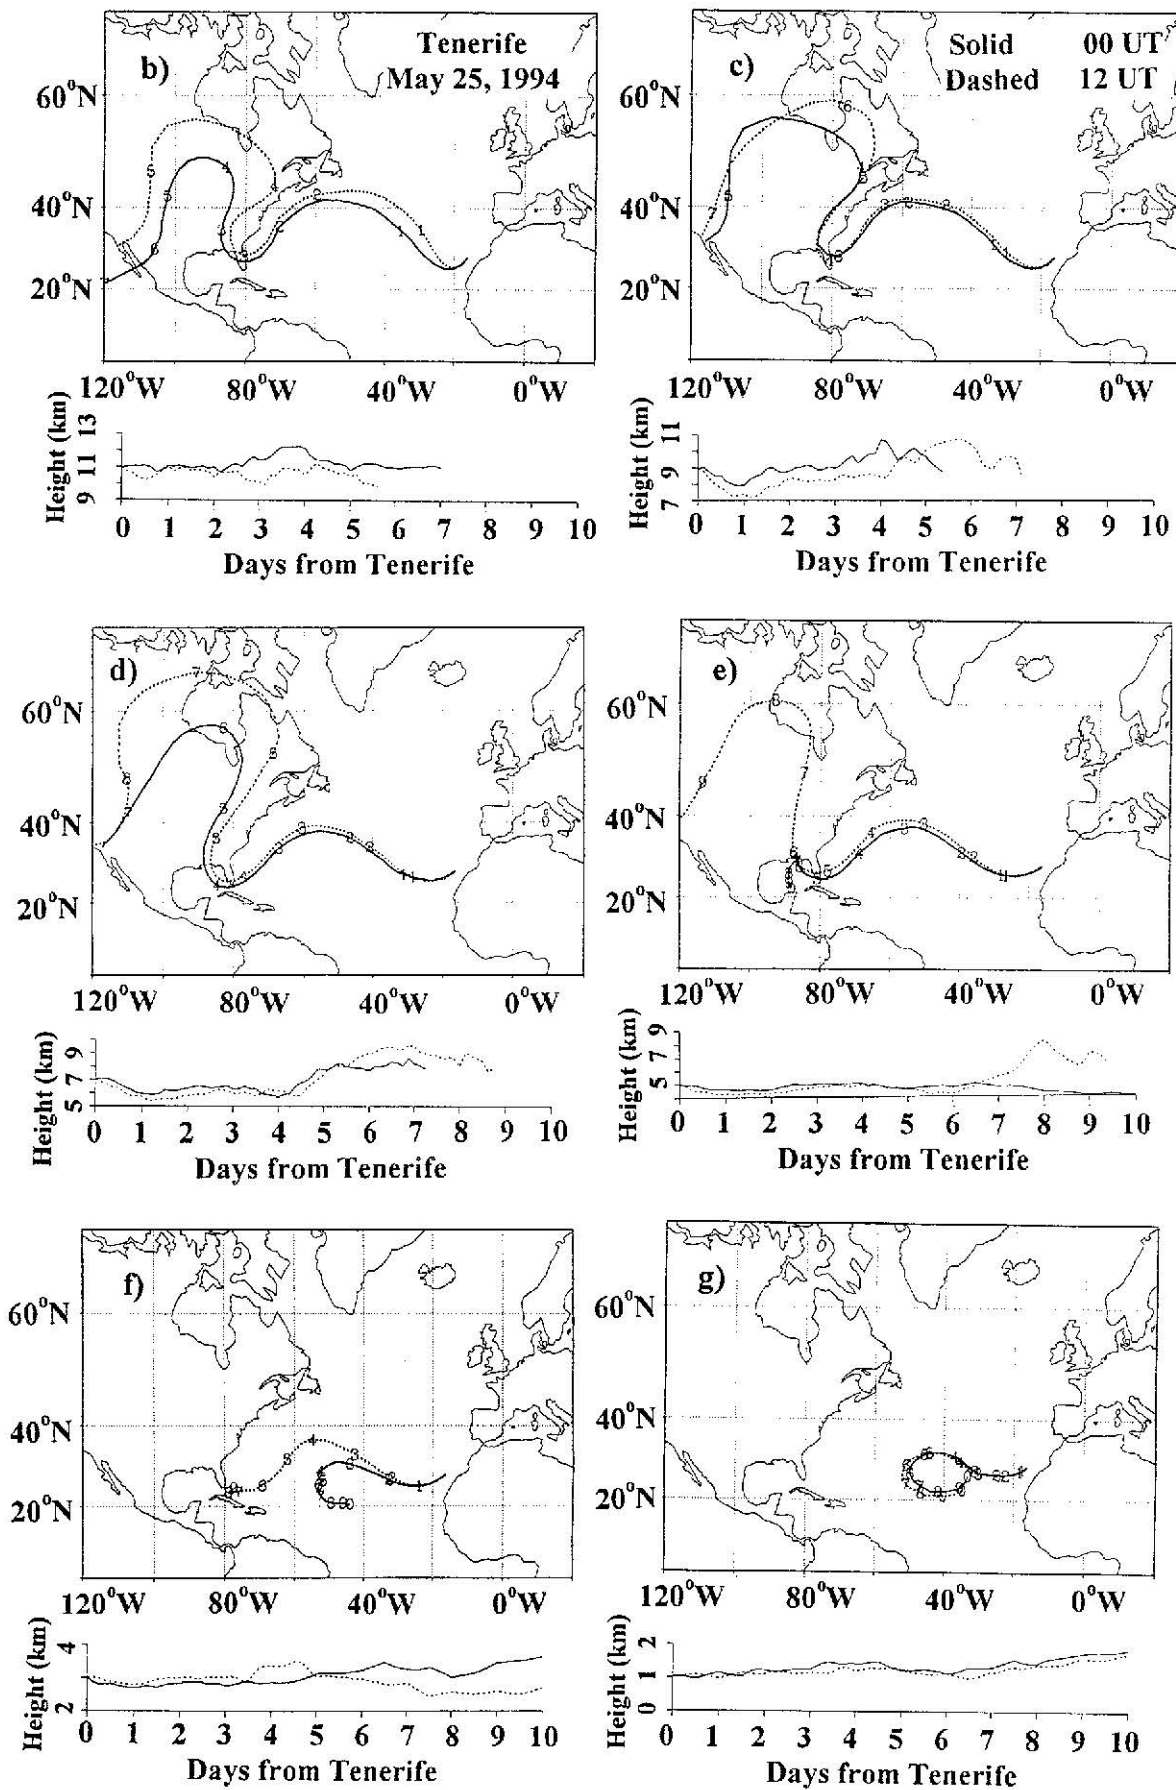 b) Tenerife
May 25, 1994
60°N
40°N
20°N
120°W 80°W 40°W 0°W
Height (km)
9 11 13
0 1 2 3 4 5 6 7 8 9 10
Days from Tenerife
c) Solid 00 UT
Dashed 12 UT
60°N
40°N
20°N
120°W 80°W 40°W 0°W
Height (km)
7 9 11
0 1 2 3 4 5 6 7 8 9 10
Days from Tenerife
d)
60°N
40°N
20°N
120°W 80°W 40°W 0°W
Height (km)
5 7 9
0 1 2 3 4 5 6 7 8 9 10
Days from Tenerife
e)
60°N
40°N
20°N
120°W 80°W 40°W 0°W
Height (km)
5 7 9
0 1 2 3 4 5 6 7 8 9 10
Days from Tenerife
f)
60°N
40°N
20°N
120°W 80°W 40°W 0°W
Height (km)
2 4
0 1 2 3 4 5 6 7 8 9 10
Days from Tenerife
g)
60°N
40°N
20°N
120°W 80°W 40°W 0°W
Height (km)
0 1 2
0 1 2 3 4 5 6 7 8 9 10
Days from Tenerife